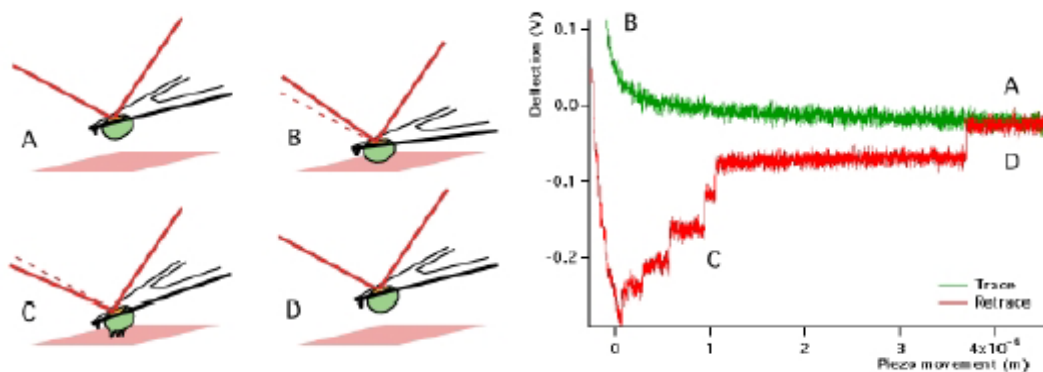 A
B
C
D
Deflection (V)
0.1
0.0
-0.1
-0.2
B
A
D
C
Trace
Retrace
0
1
2
3
4x10⁻⁶
Piezo movement (m)